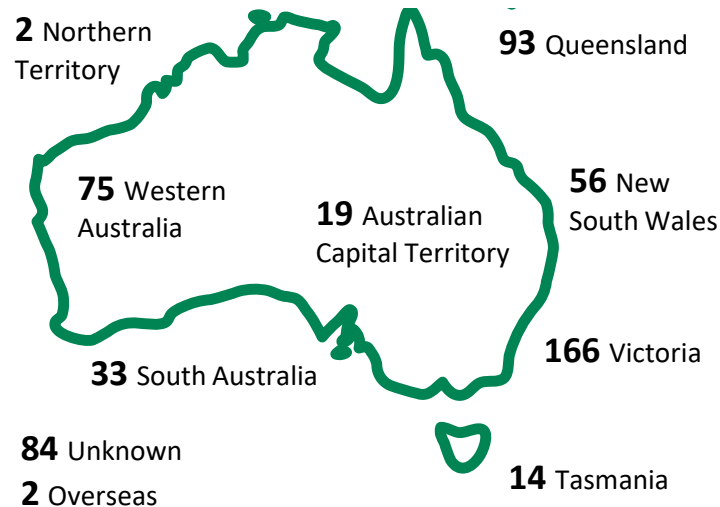 2 Northern
Territory
93 Queensland
75 Western
Australia
19 Australian
Capital Territory
56 New
South Wales
166 Victoria
33 South Australia
84 Unknown
2 Overseas
14 Tasmania